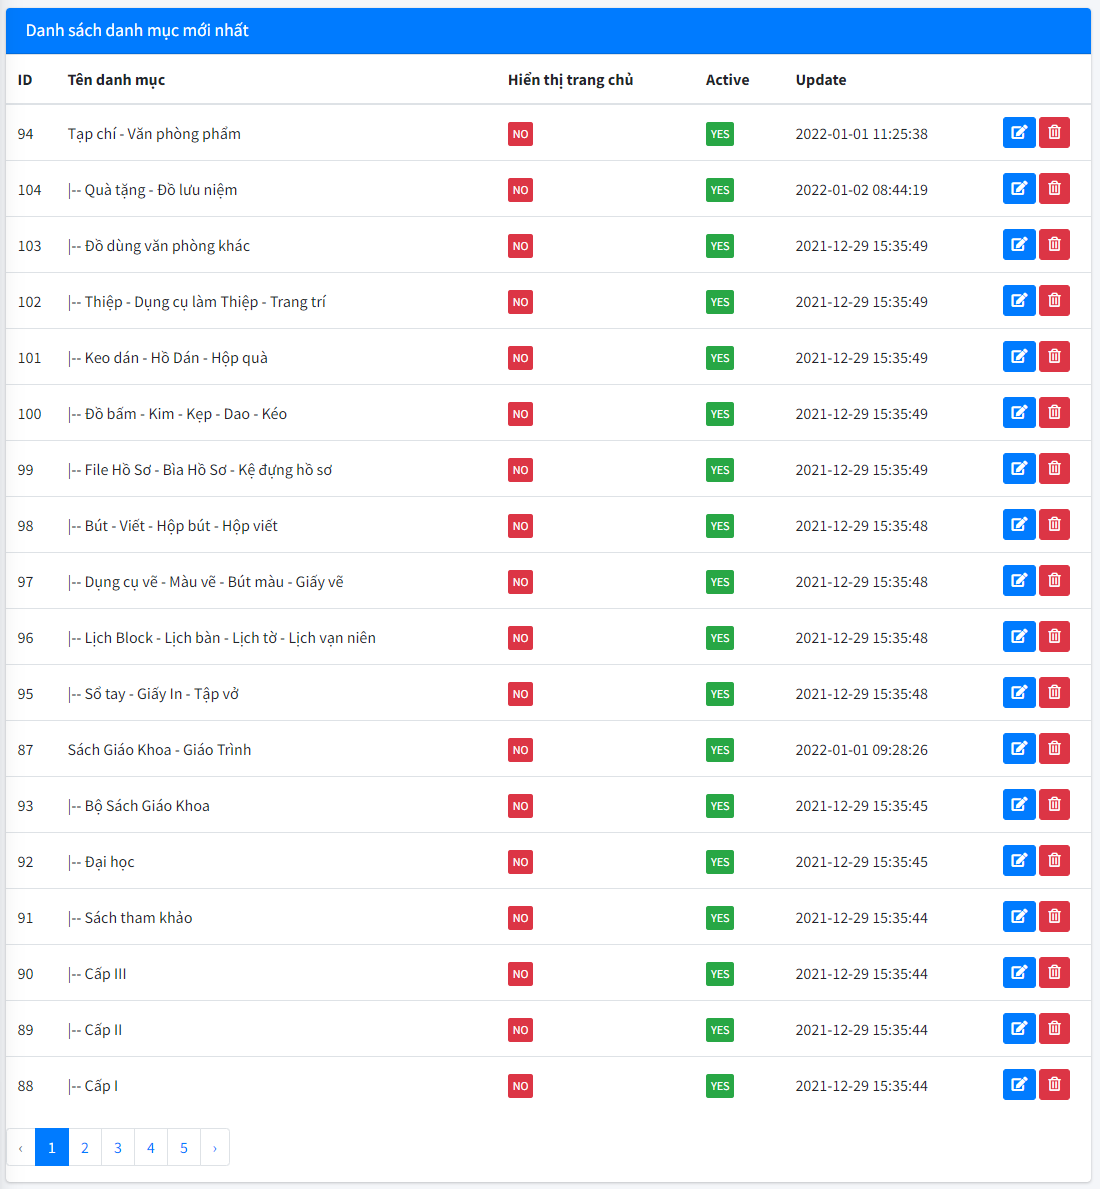 Danh sách danh mục mới nhất
ID Tên danh mục Hiển thị trang chủ Active Update
94 Tạp chí - Văn phòng phẩm NO YES 2022-01-01 11:25:38
104 |-- Quà tặng - Đồ lưu niệm NO YES 2022-01-02 08:44:19
103 |-- Đồ dùng văn phòng khác NO YES 2021-12-29 15:35:49
102 |-- Thiệp - Dụng cụ làm Thiệp - Trang trí NO YES 2021-12-29 15:35:49
101 |-- Keo dán - Hồ Dán - Hộp quà NO YES 2021-12-29 15:35:49
100 |-- Đồ bấm - Kim - Kẹp - Dao - Kéo NO YES 2021-12-29 15:35:49
99 |-- File Hồ Sơ - Bìa Hồ Sơ - Kệ đựng hồ sơ NO YES 2021-12-29 15:35:49
98 |-- Bút - Viết - Hộp bút - Hộp viết NO YES 2021-12-29 15:35:48
97 |-- Dụng cụ vẽ - Màu vẽ - Bút màu - Giấy vẽ NO YES 2021-12-29 15:35:48
96 |-- Lịch Block - Lịch bàn - Lịch tờ - Lịch vạn niên NO YES 2021-12-29 15:35:48
95 |-- Sổ tay - Giấy In - Tập vở NO YES 2021-12-29 15:35:48
87 Sách Giáo Khoa - Giáo Trình NO YES 2022-01-01 09:28:26
93 |-- Bộ Sách Giáo Khoa NO YES 2021-12-29 15:35:45
92 |-- Đại học NO YES 2021-12-29 15:35:45
91 |-- Sách tham khảo NO YES 2021-12-29 15:35:44
90 |-- Cấp III NO YES 2021-12-29 15:35:44
89 |-- Cấp II NO YES 2021-12-29 15:35:44
88 |-- Cấp I NO YES 2021-12-29 15:35:44
‹ 1 2 3 4 5 ›